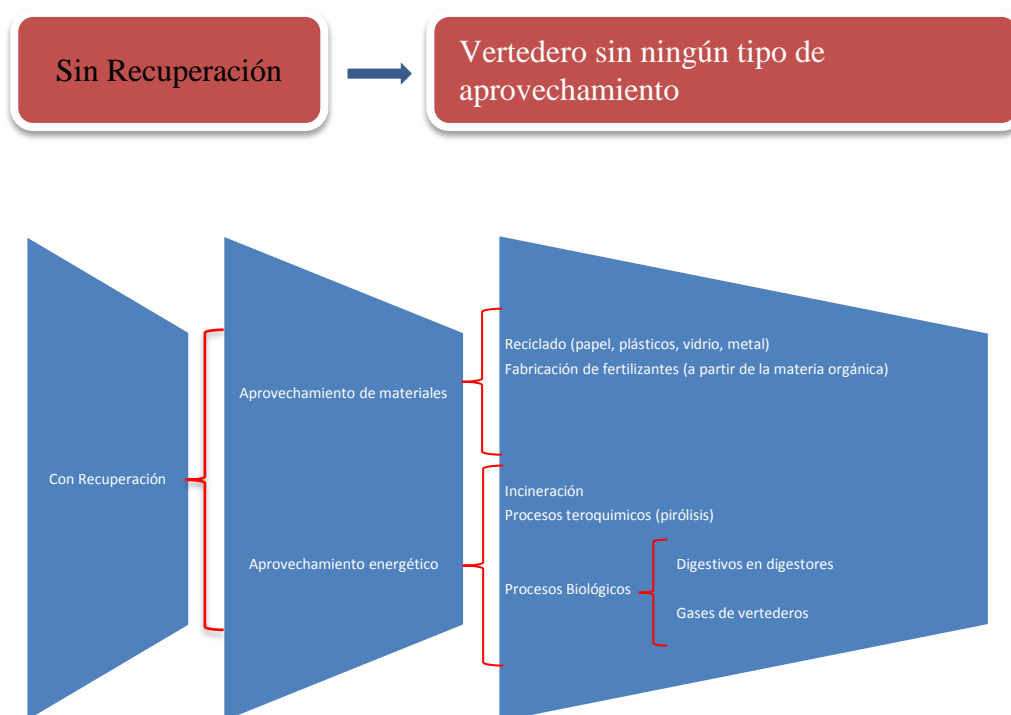 Sin Recuperación
Vertedero sin ningún tipo de
aprovechamiento
Con Recuperación
Aprovechamiento de materiales
Reciclado (papel, plásticos, vidrio, metal)
Fabricación de fertilizantes (a partir de la materia orgánica)
Aprovechamiento energético
Incineración
Procesos teroquimicos (pirólisis)
Procesos Biológicos
Digestivos en digestores
Gases de vertederos